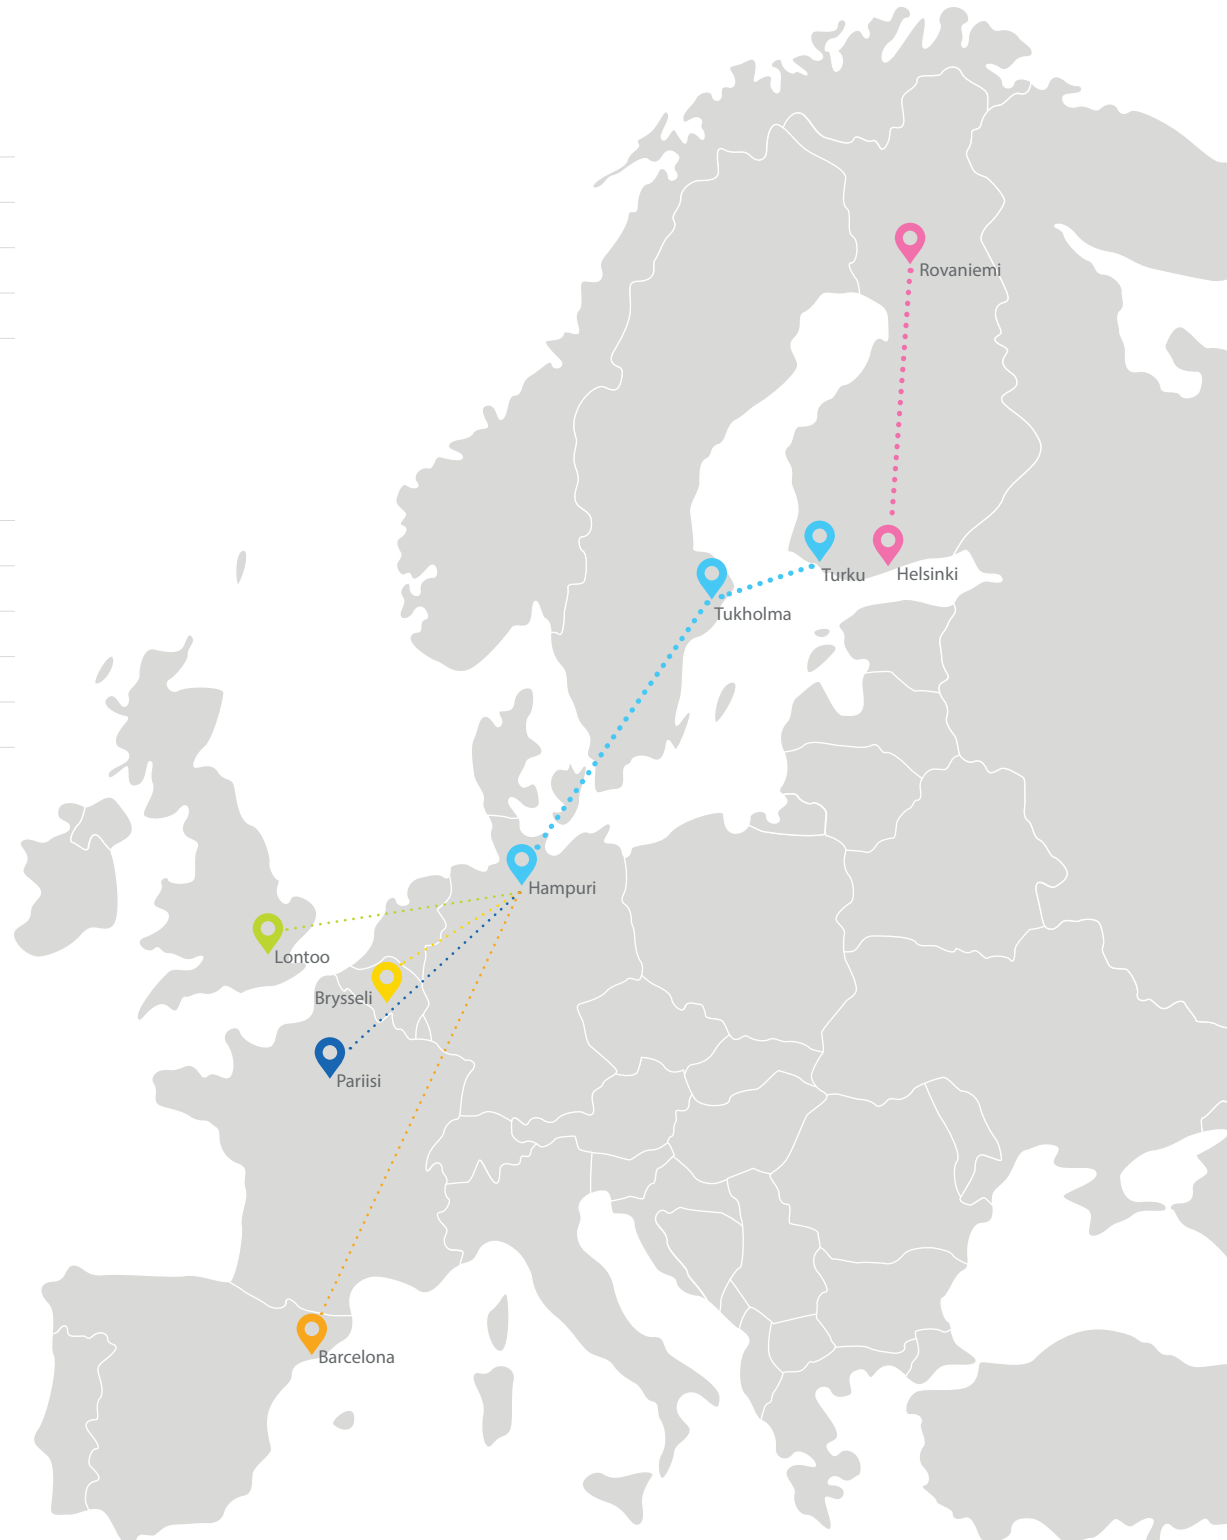 Rovaniemi
Turku
Helsinki
Tukholma
Hampuri
Lontoo
Brysseli
Pariisi
Barcelona